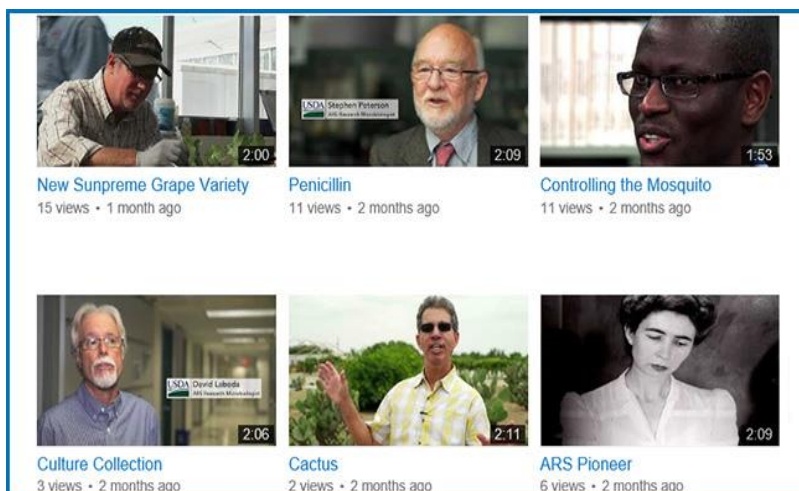 USDA
Stephen Peterson
ARS Research Microbiologist
2:00
2:09
1:53
New Sunpreme Grape Variety
Penicillin
Controlling the Mosquito
15 views • 1 month ago
11 views • 2 months ago
11 views • 2 months ago
USDA
David Labeda
ARS Research Microbiologist
2:06
2:11
2:09
Culture Collection
Cactus
ARS Pioneer
3 views • 2 months ago
2 views • 2 months ago
6 views • 2 months ago